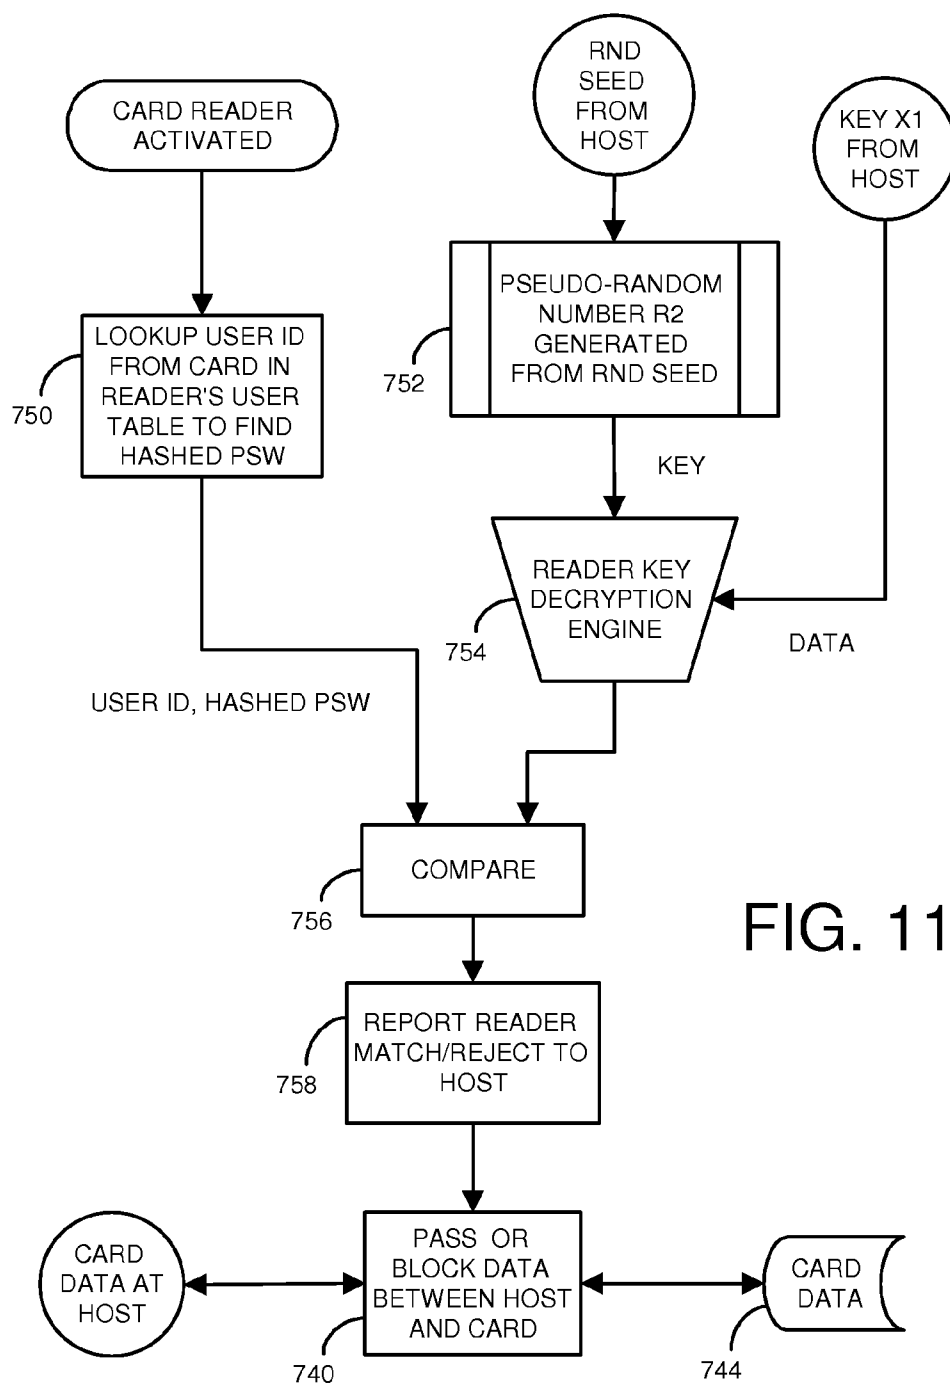 RND
SEED
FROM
HOST
CARD READER
ACTIVATED
KEY X1
FROM
HOST
PSEUDO-RANDOM
NUMBER R2
GENERATED
FROM RND SEED
752
LOOKUP USER ID
FROM CARD IN
READER'S USER
TABLE TO FIND
HASHED PSW
750
KEY
READER KEY
DECRYPTION
ENGINE
754
DATA
USER ID, HASHED PSW
COMPARE
756
FIG. 11
REPORT READER
MATCH/REJECT TO
HOST
758
CARD
DATA AT
HOST
PASS OR
BLOCK DATA
BETWEEN HOST
AND CARD
740
CARD
DATA
744